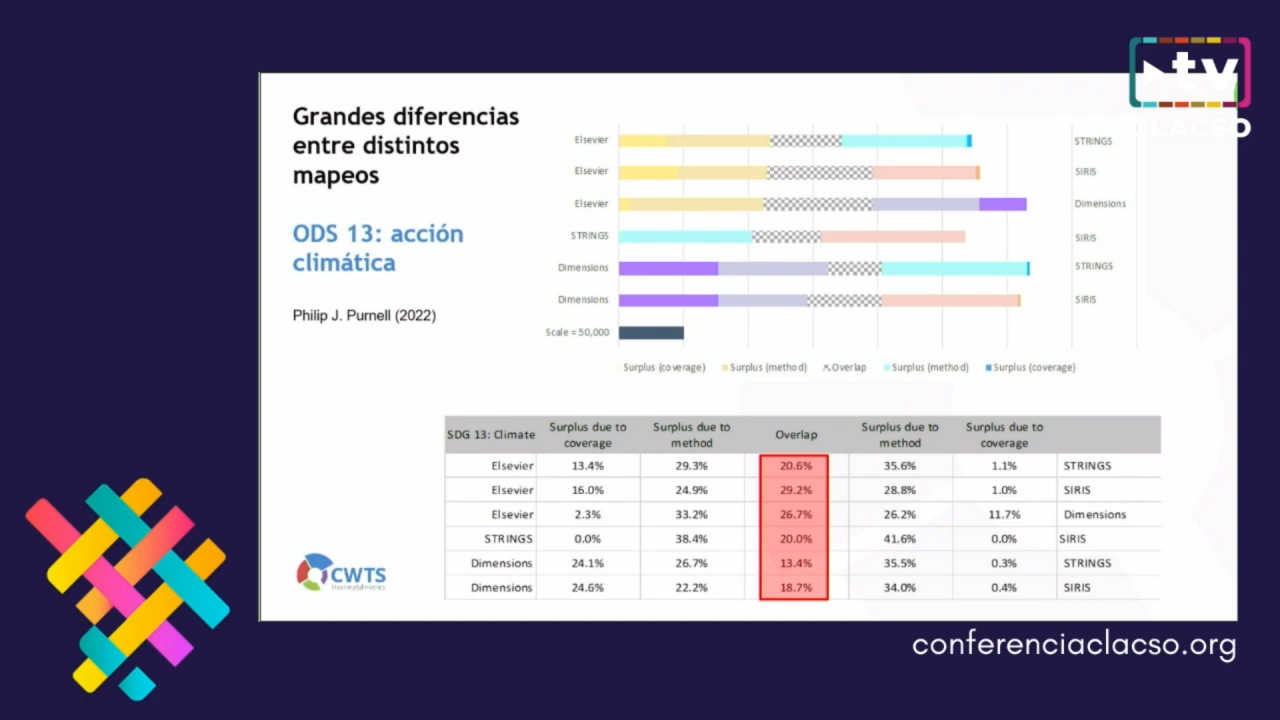 tv
CLACSO
Grandes diferencias
entre distintos
mapeos
ODS 13: acción
climática
Philip J. Purnell (2022)
Elsevier STRINGS
Elsevier SIRIS
Elsevier Dimensions
STRINGS SIRIS
Dimensions STRINGS
Dimensions SIRIS
Scale = 50,000
Surplus (coverage) Surplus (method) Overlap Surplus (method) Surplus (coverage)
SDG 13: Climate Surplus due to coverage Surplus due to method Overlap Surplus due to method Surplus due to coverage
Elsevier 13.4% 29.3% 20.6% 35.6% 1.1% STRINGS
Elsevier 16.0% 24.9% 29.2% 28.8% 1.0% SIRIS
Elsevier 2.3% 33.2% 26.7% 26.2% 11.7% Dimensions
STRINGS 0.0% 38.4% 20.0% 41.6% 0.0% SIRIS
Dimensions 24.1% 26.7% 13.4% 35.5% 0.3% STRINGS
Dimensions 24.6% 22.2% 18.7% 34.0% 0.4% SIRIS
CWTS
Meaningful metrics
conferenciaclacso.org